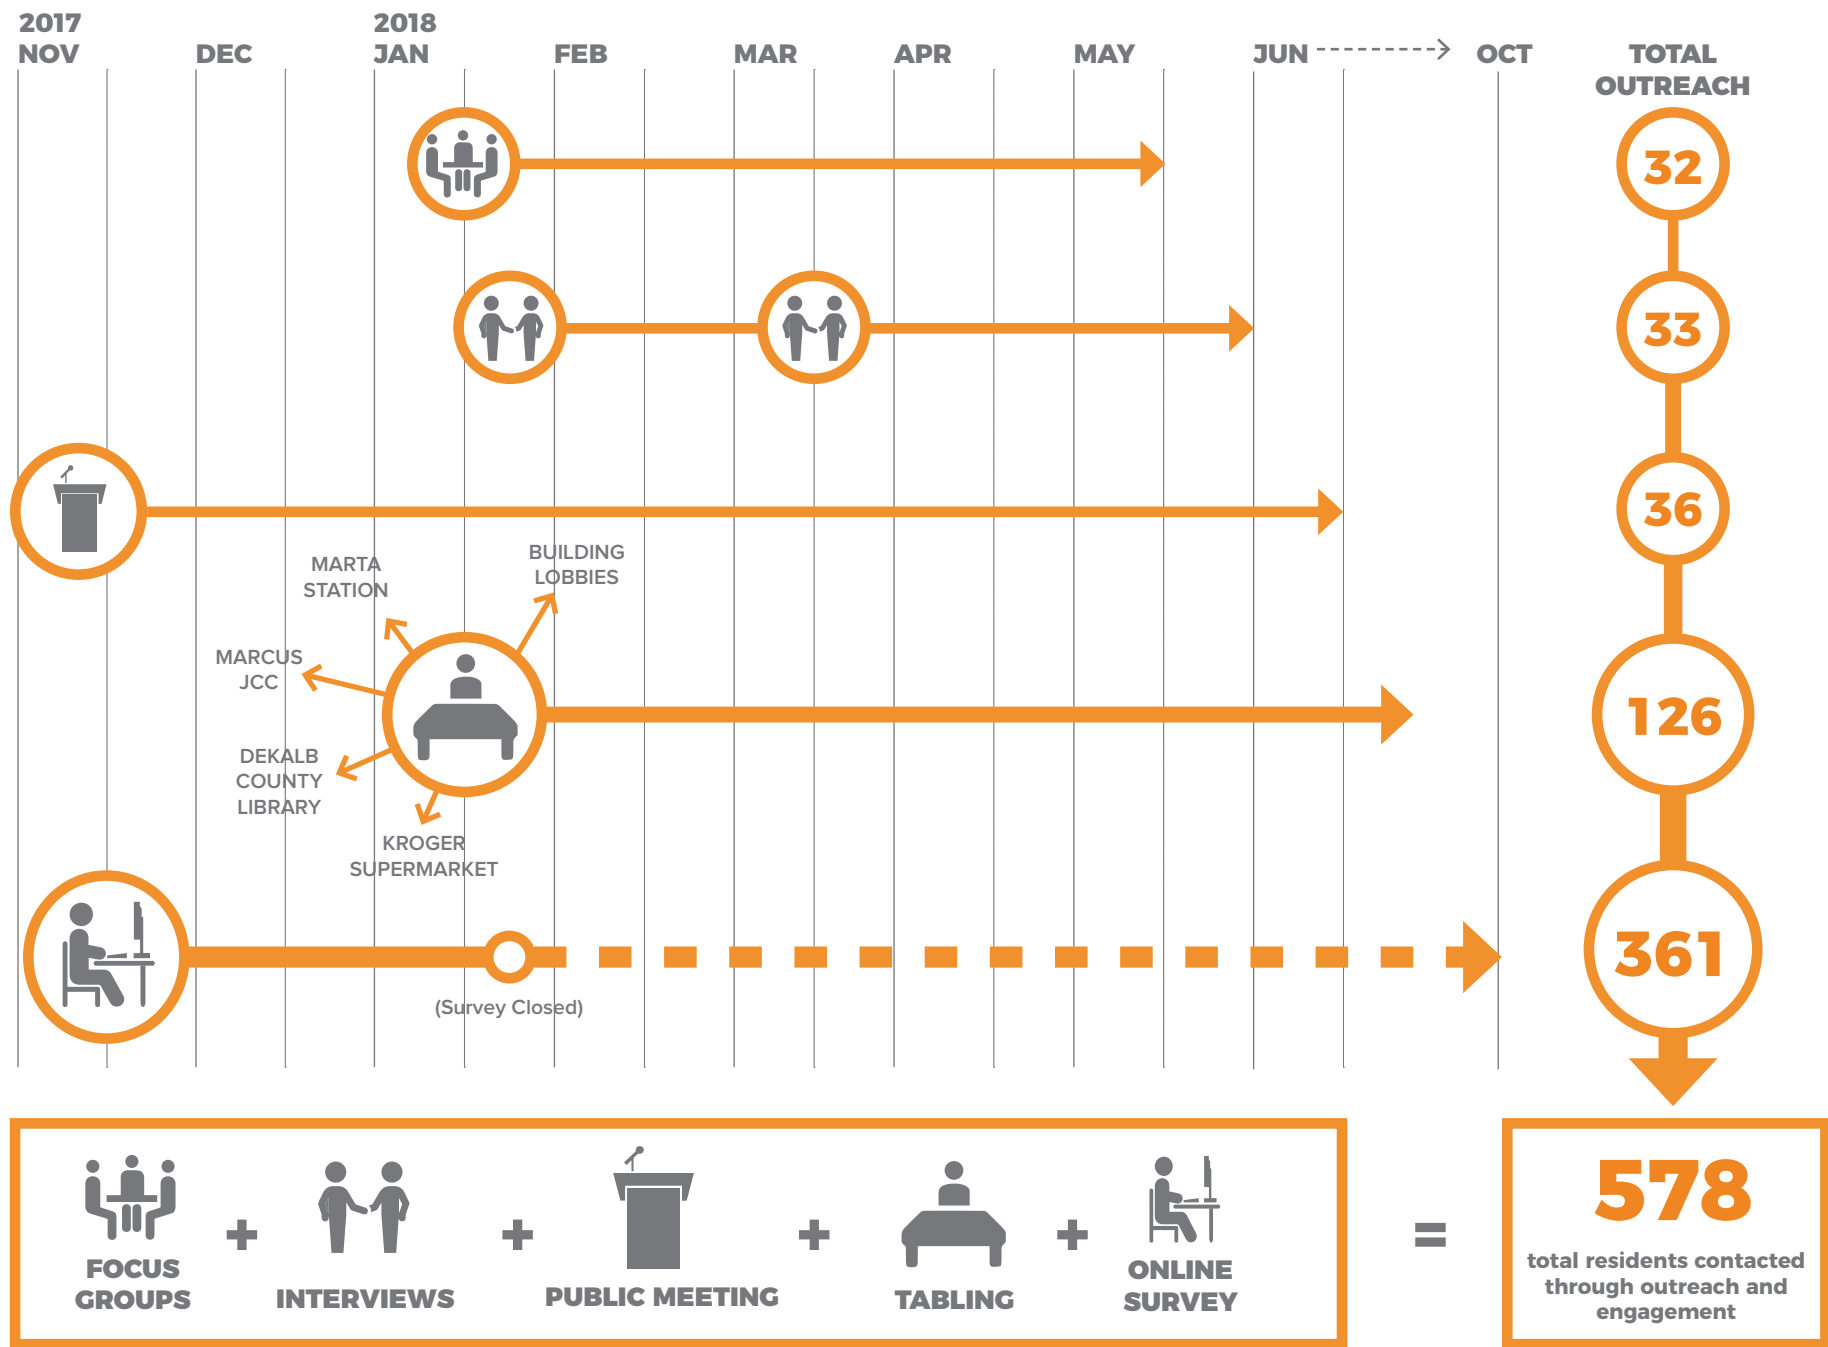 2017
NOV
DEC
2018
JAN
FEB
MAR
APR
MAY
JUN
OCT
TOTAL
OUTREACH
32
33
36
MARTA
STATION
BUILDING
LOBBIES
MARCUS
JCC
DEKALB
COUNTY
LIBRARY
KROGER
SUPERMARKET
126
(Survey Closed)
361
FOCUS
GROUPS
+
INTERVIEWS
+
PUBLIC MEETING
+
TABLING
+
ONLINE
SURVEY
=
578
total residents contacted
through outreach and
engagement